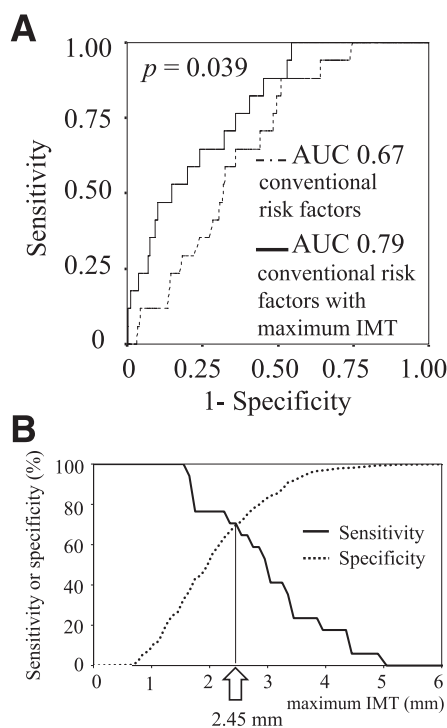 A
p = 0.039
1.00
0.75
0.50
0.25
0
Sensitivity
AUC 0.67
conventional
risk factors
AUC 0.79
conventional risk
factors with
maximum IMT
0 0.25 0.50 0.75 1.00
1- Specificity
B
100
80
60
40
20
0
Sensitivity or specificity (%)
Sensitivity
Specificity
0 1 2 3 4 5 6
maximum IMT (mm)
2.45 mm